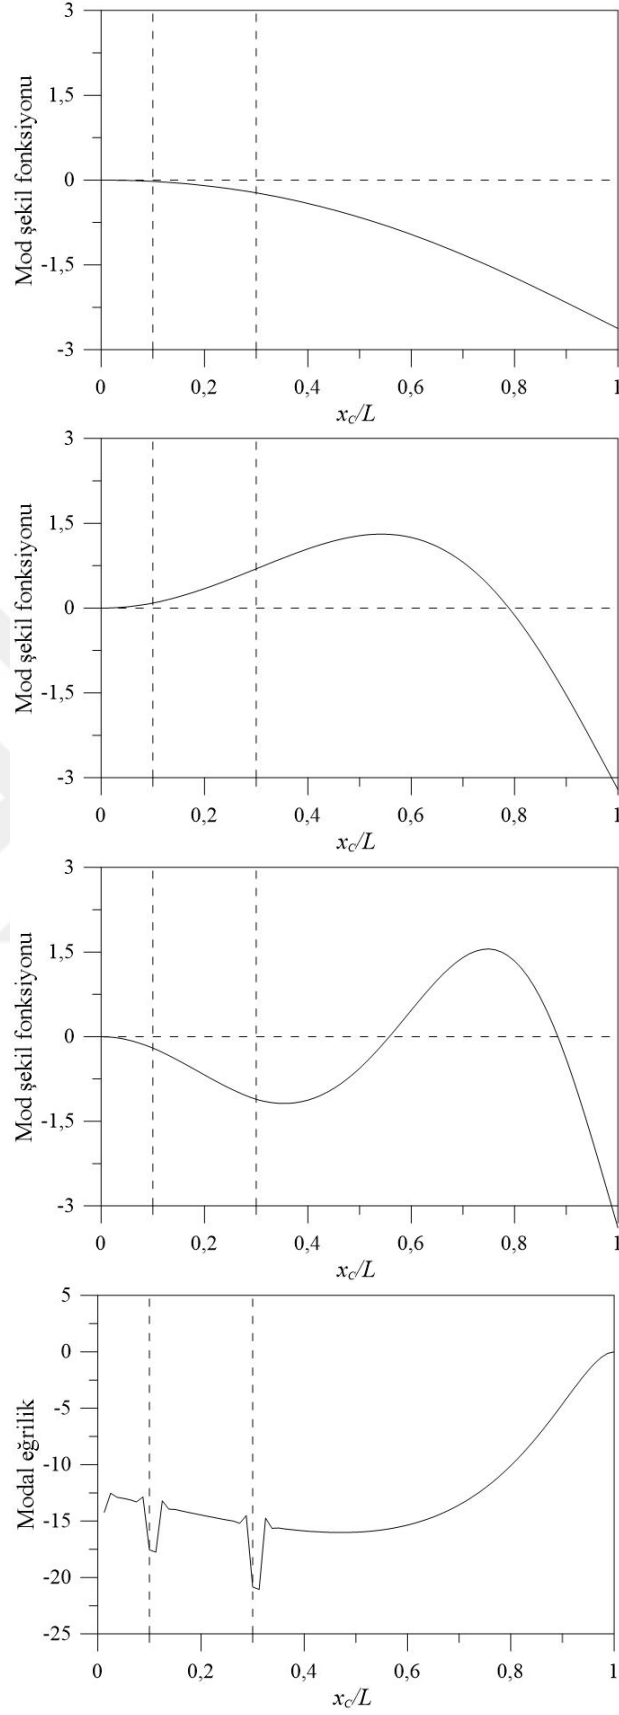 3
1,5
0
-1,5
-3
Mod şekil fonksiyonu
0 0,2 0,4 0,6 0,8 1
x_C/L
3
1,5
0
-1,5
-3
Mod şekil fonksiyonu
0 0,2 0,4 0,6 0,8 1
x_C/L
3
1,5
0
-1,5
-3
Mod şekil fonksiyonu
0 0,2 0,4 0,6 0,8 1
x_C/L
5
0
-5
-10
-15
-20
-25
Modal eğrilik
0 0,2 0,4 0,6 0,8 1
x_C/L